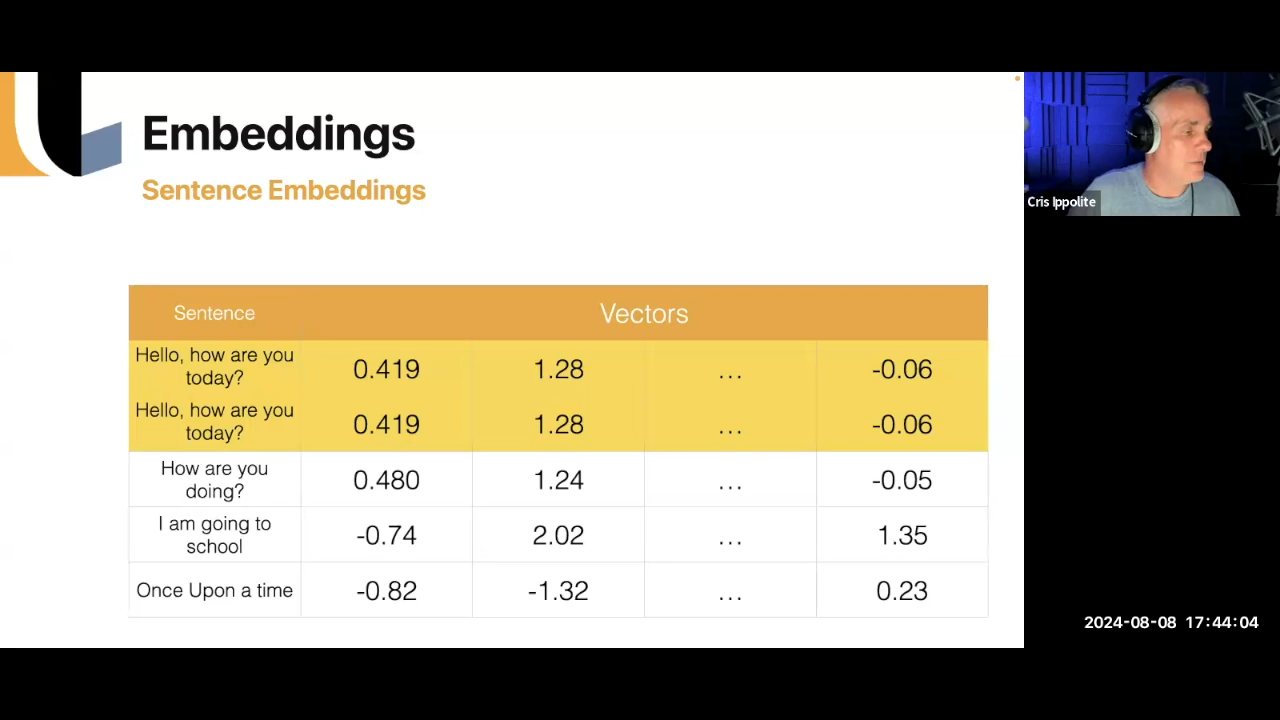 Embeddings
Sentence Embeddings
Cris Ippolite
Sentence Vectors
Hello, how are you
today? 0.419 1.28 ... -0.06
Hello, how are you
today? 0.419 1.28 ... -0.06
How are you
doing? 0.480 1.24 ... -0.05
I am going to
school -0.74 2.02 ... 1.35
Once Upon a time -0.82 -1.32 ... 0.23
2024-08-08 17:44:04